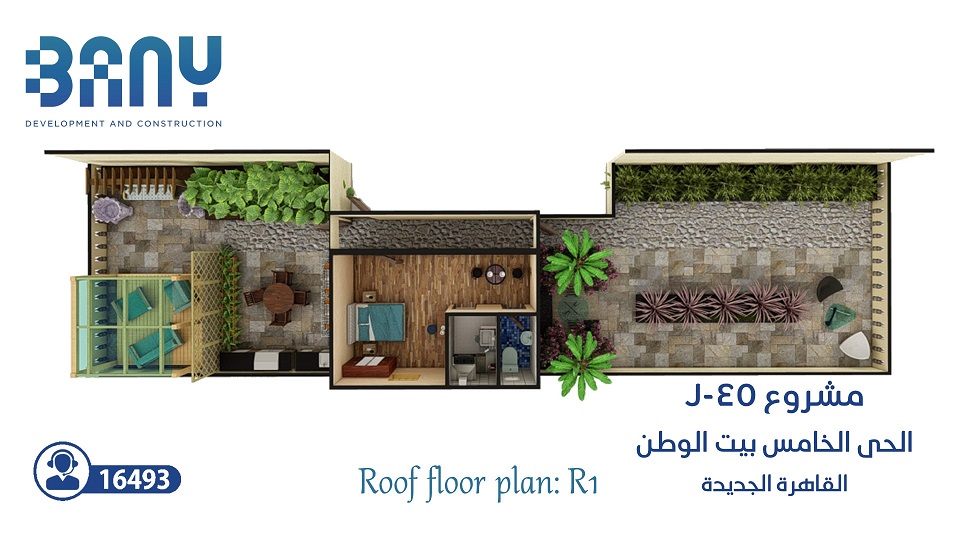 BANY
DEVELOPMENT AND CONSTRUCTION
مشروع J-٤٥
الحى الخامس بيت الوطن
القاهرة الجديدة
16493
Roof floor plan: R1